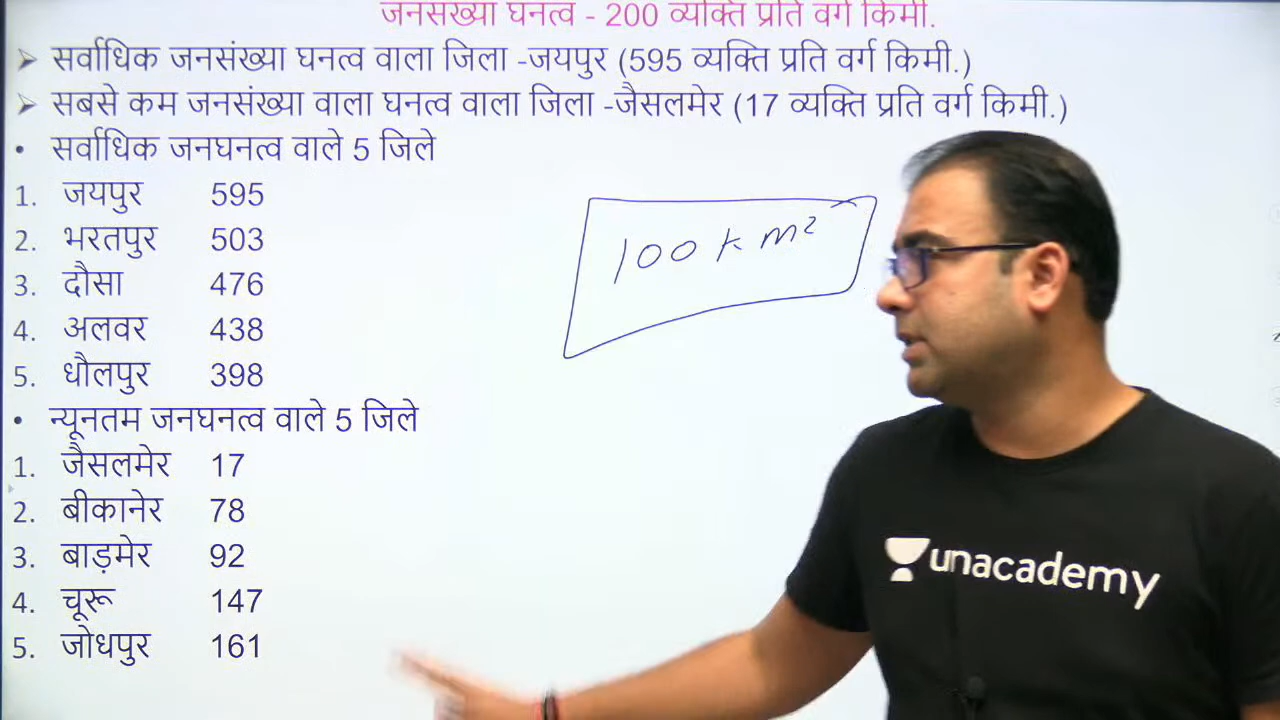 जनसंख्या घनत्व - 200 व्यक्ति प्रति वर्ग किमी.
➢ सर्वाधिक जनसंख्या घनत्व वाला जिला -जयपुर (595 व्यक्ति प्रति वर्ग किमी.)
➢ सबसे कम जनसंख्या वाला घनत्व वाला जिला -जैसलमेर (17 व्यक्ति प्रति वर्ग किमी.)
• सर्वाधिक जनघनत्व वाले 5 जिले
1. जयपुर 595
2. भरतपुर 503
3. दौसा 476
4. अलवर 438
5. धौलपुर 398
100 km²
• न्यूनतम जनघनत्व वाले 5 जिले
1. जैसलमेर 17
2. बीकानेर 78
3. बाड़मेर 92
4. चूरू 147
5. जोधपुर 161
unacademy